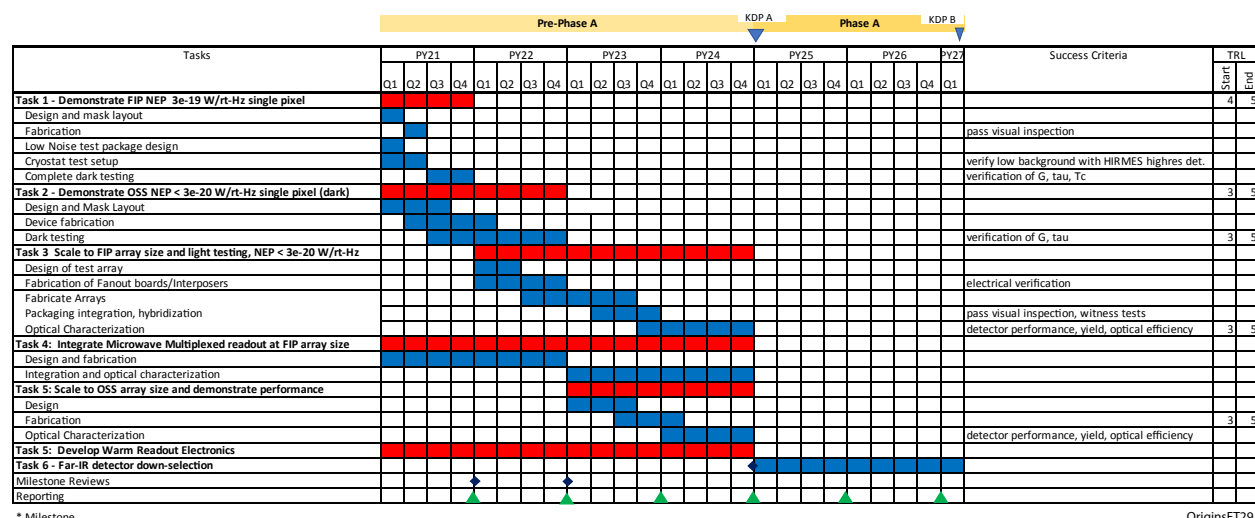 KDP A
KDP B
Pre-Phase A
Phase A
Tasks PY21 PY22 PY23 PY24 PY25 PY26 PY27 Success Criteria TRL
Q1 Q2 Q3 Q4 Q1 Q2 Q3 Q4 Q1 Q2 Q3 Q4 Q1 Q2 Q3 Q4 Q1 Q2 Q3 Q4 Q1 Q2 Q3 Q4 Q1 Start End
Task 1 - Demonstrate FIP NEP 3e-19 W/rt-Hz single pixel 4 5
Design and mask layout
Fabrication pass visual inspection
Low Noise test package design
Cryostat test setup verify low background with HIRMES highres det.
Complete dark testing verification of G, tau, Tc
Task 2 - Demonstrate OSS NEP < 3e-20 W/rt-Hz single pixel (dark) 3 5
Design and Mask Layout
Device fabrication
Dark testing verification of G, tau 3 5
Task 3 Scale to FIP array size and light testing, NEP < 3e-20 W/rt-Hz
Design of test array
Fabrication of Fanout boards/Interposers electrical verification
Fabricate Arrays
Packaging integration, hybridization pass visual inspection, witness tests
Optical Characterization detector performance, yield, optical efficiency 3 5
Task 4: Integrate Microwave Multiplexed readout at FIP array size
Design and fabrication
Integration and optical characterization
Task 5: Scale to OSS array size and demonstrate performance
Design
Fabrication 3 5
Optical Characterization detector performance, yield, optical efficiency
Task 5: Develop Warm Readout Electronics
Task 6 - Far-IR detector down-selection
Milestone Reviews
Reporting
* Milestone OriginsFT29